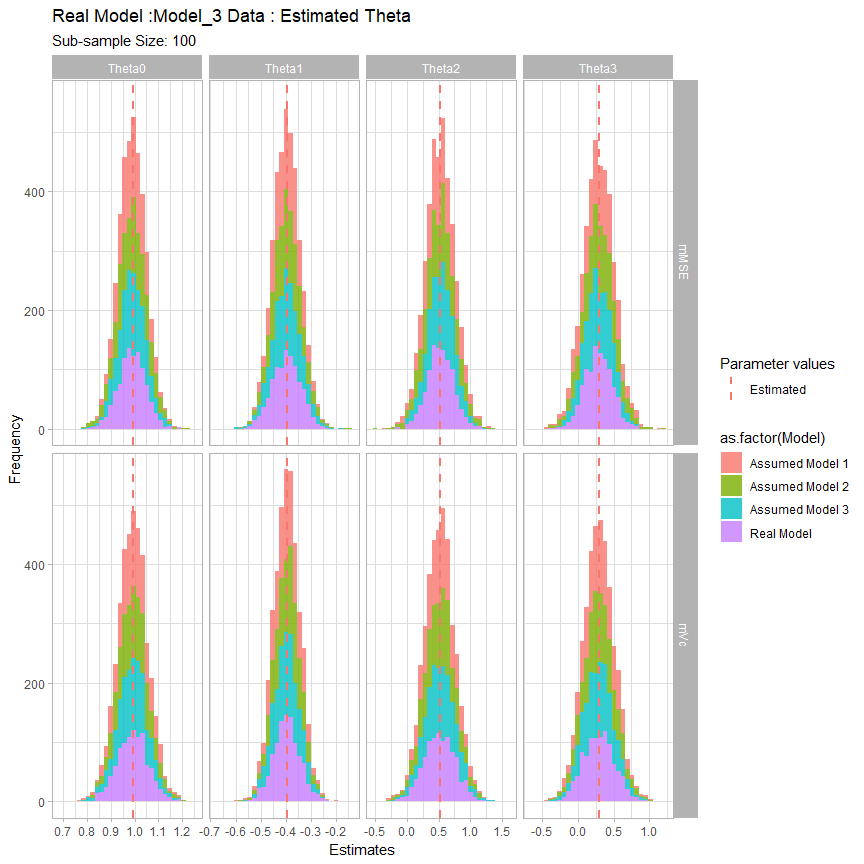 Real Model :Model_3 Data : Estimated Theta
Sub-sample Size: 100
Theta0 Theta1 Theta2 Theta3
400
200
0
mMSE
400
200
0
mVc
Frequency
0.7 0.8 0.9 1.0 1.1 1.2 -0.7 -0.6 -0.5 -0.4 -0.3 -0.2 -0.5 0.0 0.5 1.0 1.5 -0.5 0.0 0.5 1.0
Estimates
Parameter values
Estimated
as.factor(Model)
Assumed Model 1
Assumed Model 2
Assumed Model 3
Real Model